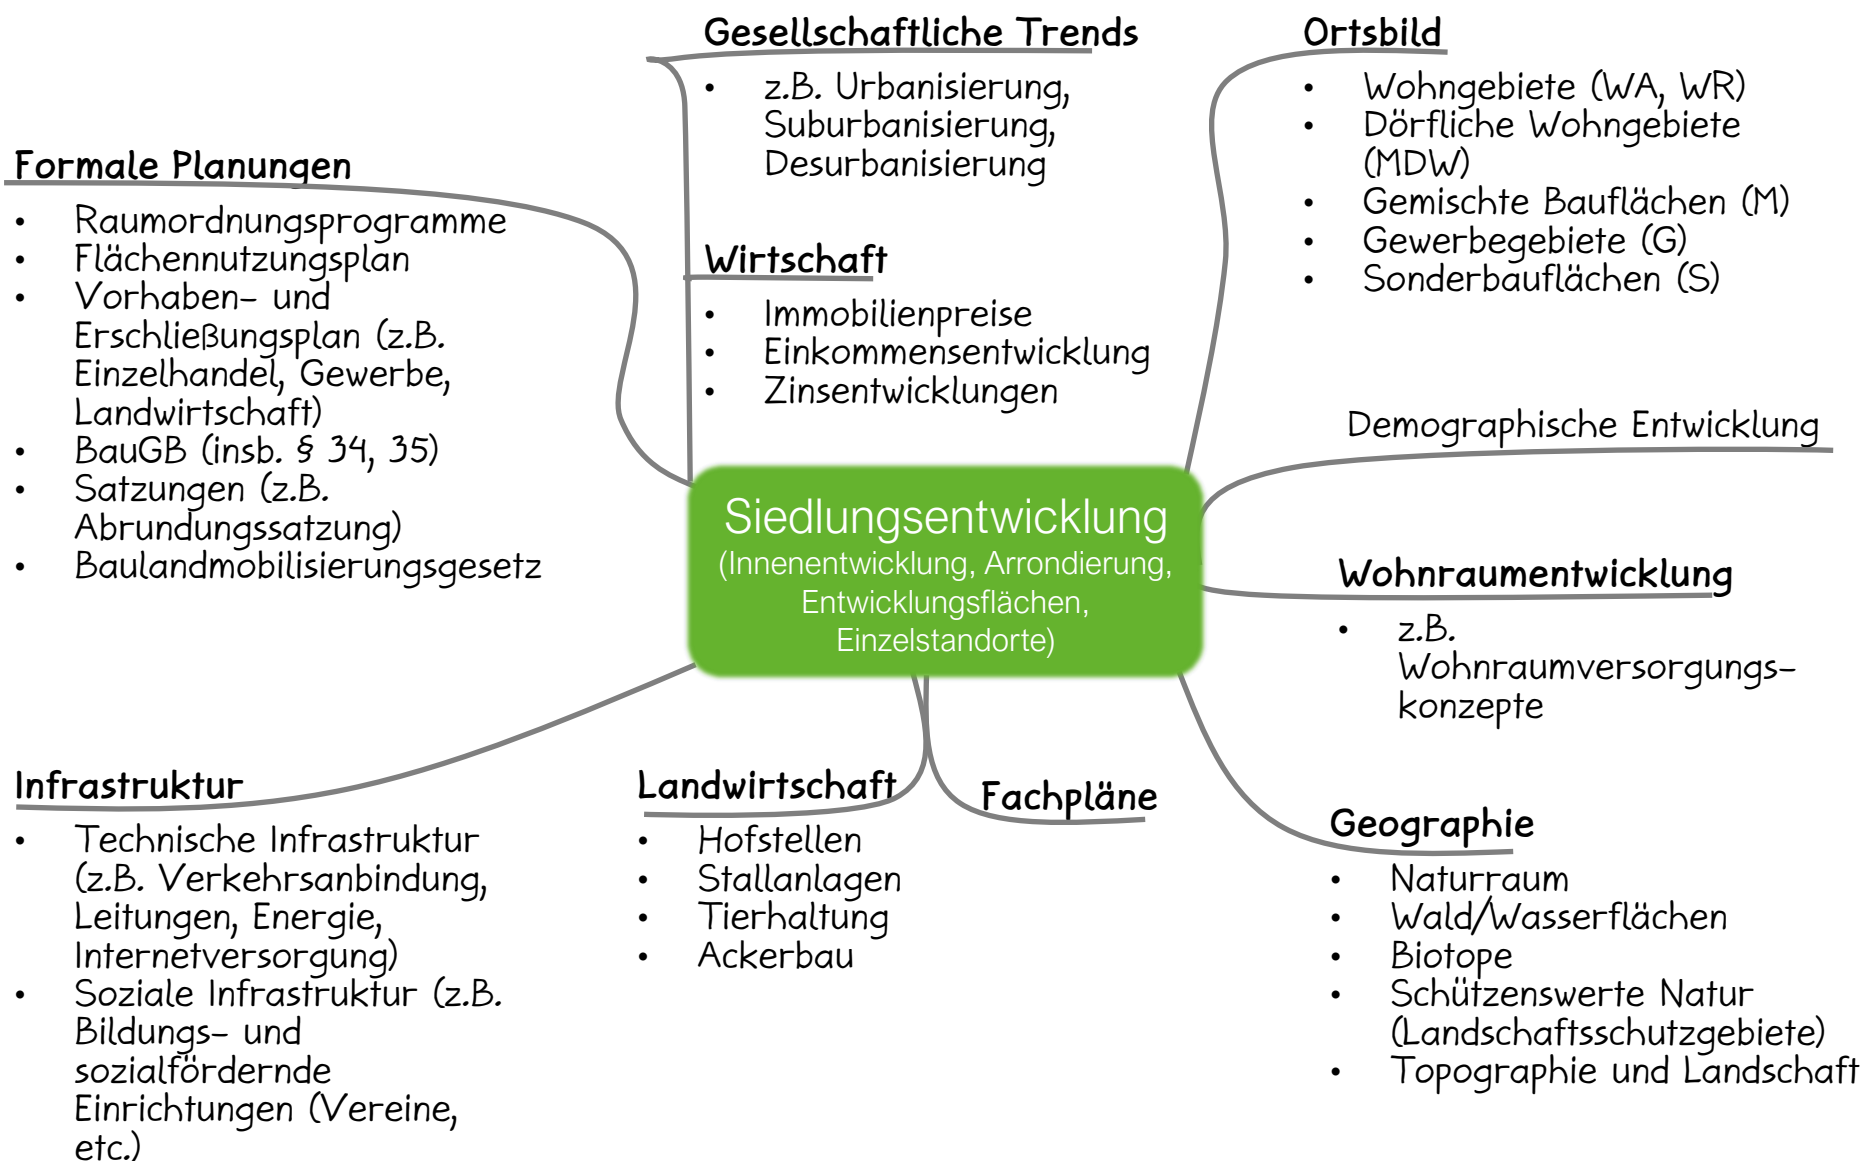 Gesellschaftliche Trends
• z.B. Urbanisierung,
Suburbanisierung,
Desurbanisierung
Ortsbild
• Wohngebiete (WA, WR)
• Dörfliche Wohngebiete
(MDW)
• Gemischte Bauflächen (M)
• Gewerbegebiete (G)
• Sonderbauflächen (S)
Formale Planungen
• Raumordnungsprogramme
• Flächennutzungsplan
• Vorhaben- und
Erschließungsplan (z.B.
Einzelhandel, Gewerbe,
Landwirtschaft)
• BauGB (insb. § 34, 35)
• Satzungen (z.B.
Abrundungssatzung)
• Baulandmobilisierungsgesetz
Wirtschaft
• Immobilienpreise
• Einkommensentwicklung
• Zinsentwicklungen
Demographische Entwicklung
Siedlungsentwicklung
(Innenentwicklung, Arrondierung,
Entwicklungsflächen,
Einzelstandorte)
Wohnraumentwicklung
• z.B.
Wohnraumversorgungs-
konzepte
Infrastruktur
• Technische Infrastruktur
(z.B. Verkehrsanbindung,
Leitungen, Energie,
Internetversorgung)
• Soziale Infrastruktur (z.B.
Bildungs- und
sozialfördernde
Einrichtungen (Vereine,
etc.)
Landwirtschaft
• Hofstellen
• Stallanlagen
• Tierhaltung
• Ackerbau
Fachpläne
Geographie
• Naturraum
• Wald/Wasserflächen
• Biotope
• Schützenswerte Natur
(Landschaftsschutzgebiete)
• Topographie und Landschaft